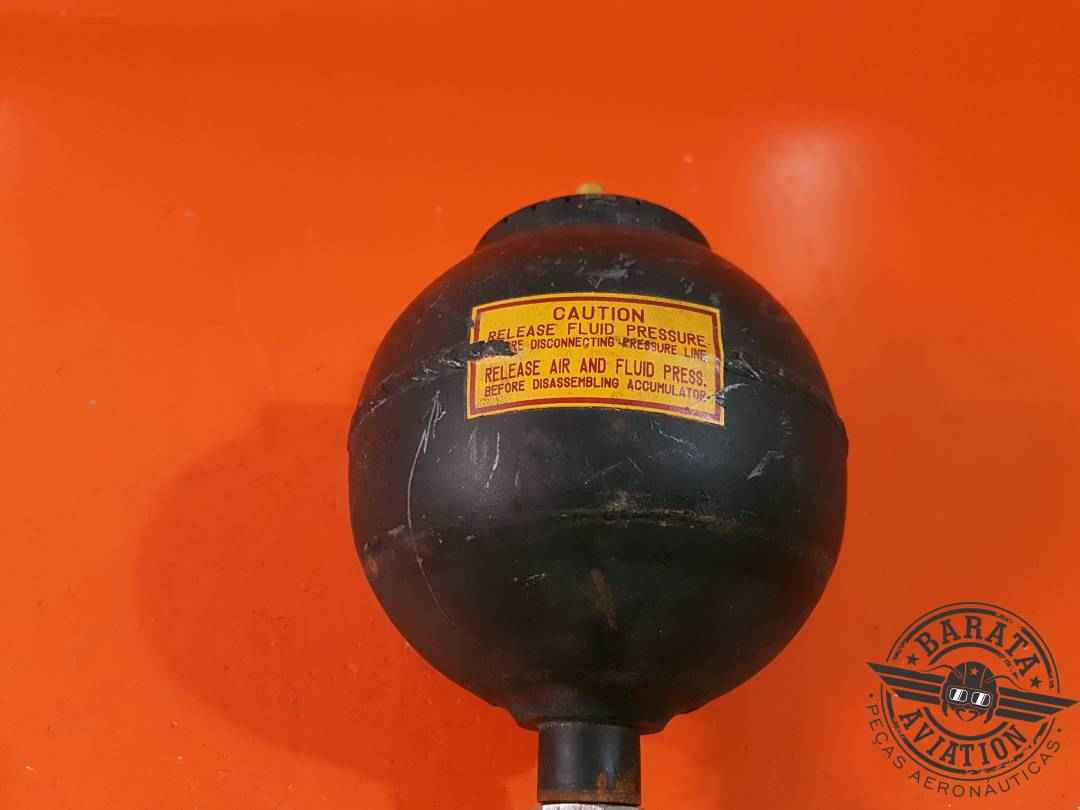 CAUTION
RELEASE FLUID PRESSURE
DISCONNECTING PRESSURE LINE
RELEASE AIR AND FLUID PRESS.
BEFORE DISASSEMBLING ACCUMULATOR
BARATA
AVIATION
PEÇAS AERONÁUTICAS